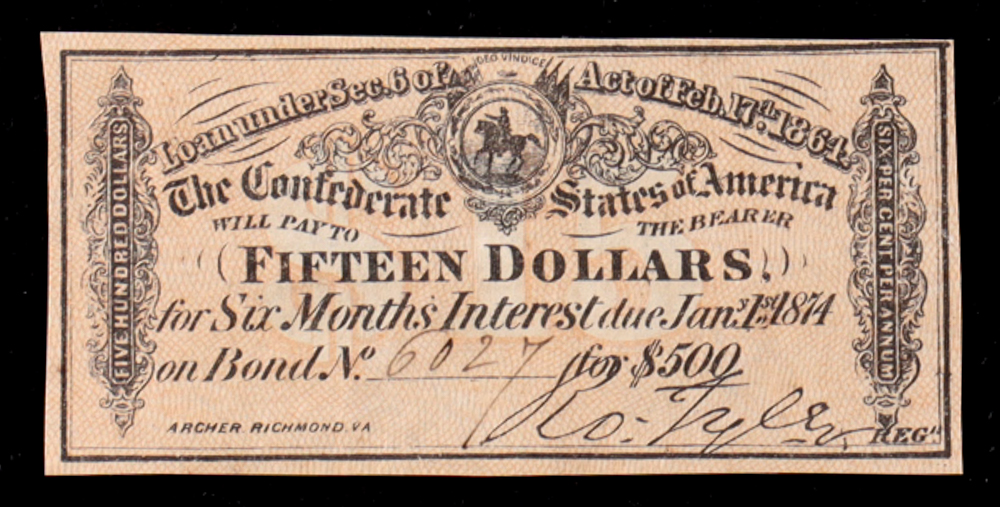 DEO VINDICE
Loan under Sec. 6 of Act of Feb. 17th. 1864.
The Confederate States of America
WILL PAY TO THE BEARER
FIFTEEN DOLLARS,
for Six Months Interest due Jany. 1st. 1874
on Bond No. 6027 for $500
Ro: Tyler
REGR
ARCHER. RICHMOND. VA
FIVE HUNDRED DOLLARS
SIX PER CENT PER ANNUM